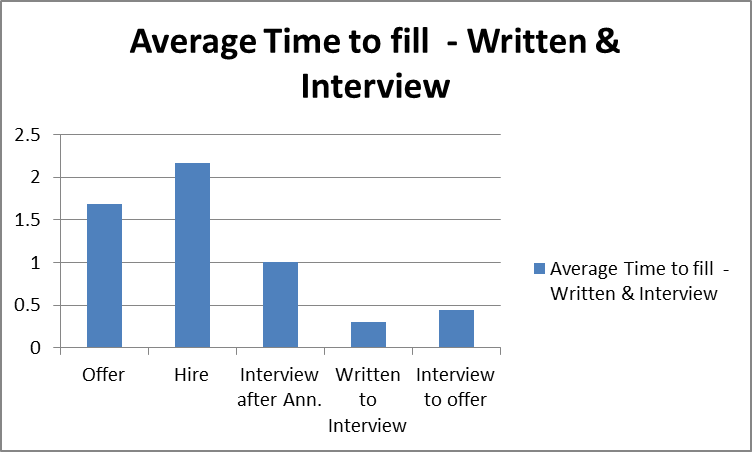 Average Time to fill  - Written &
Interview
2.5
2
1.5
1
0.5
0
Offer
Hire
Interview
after Ann.
Written
to
Interview
Interview
to offer
Average Time to fill  -
Written & Interview